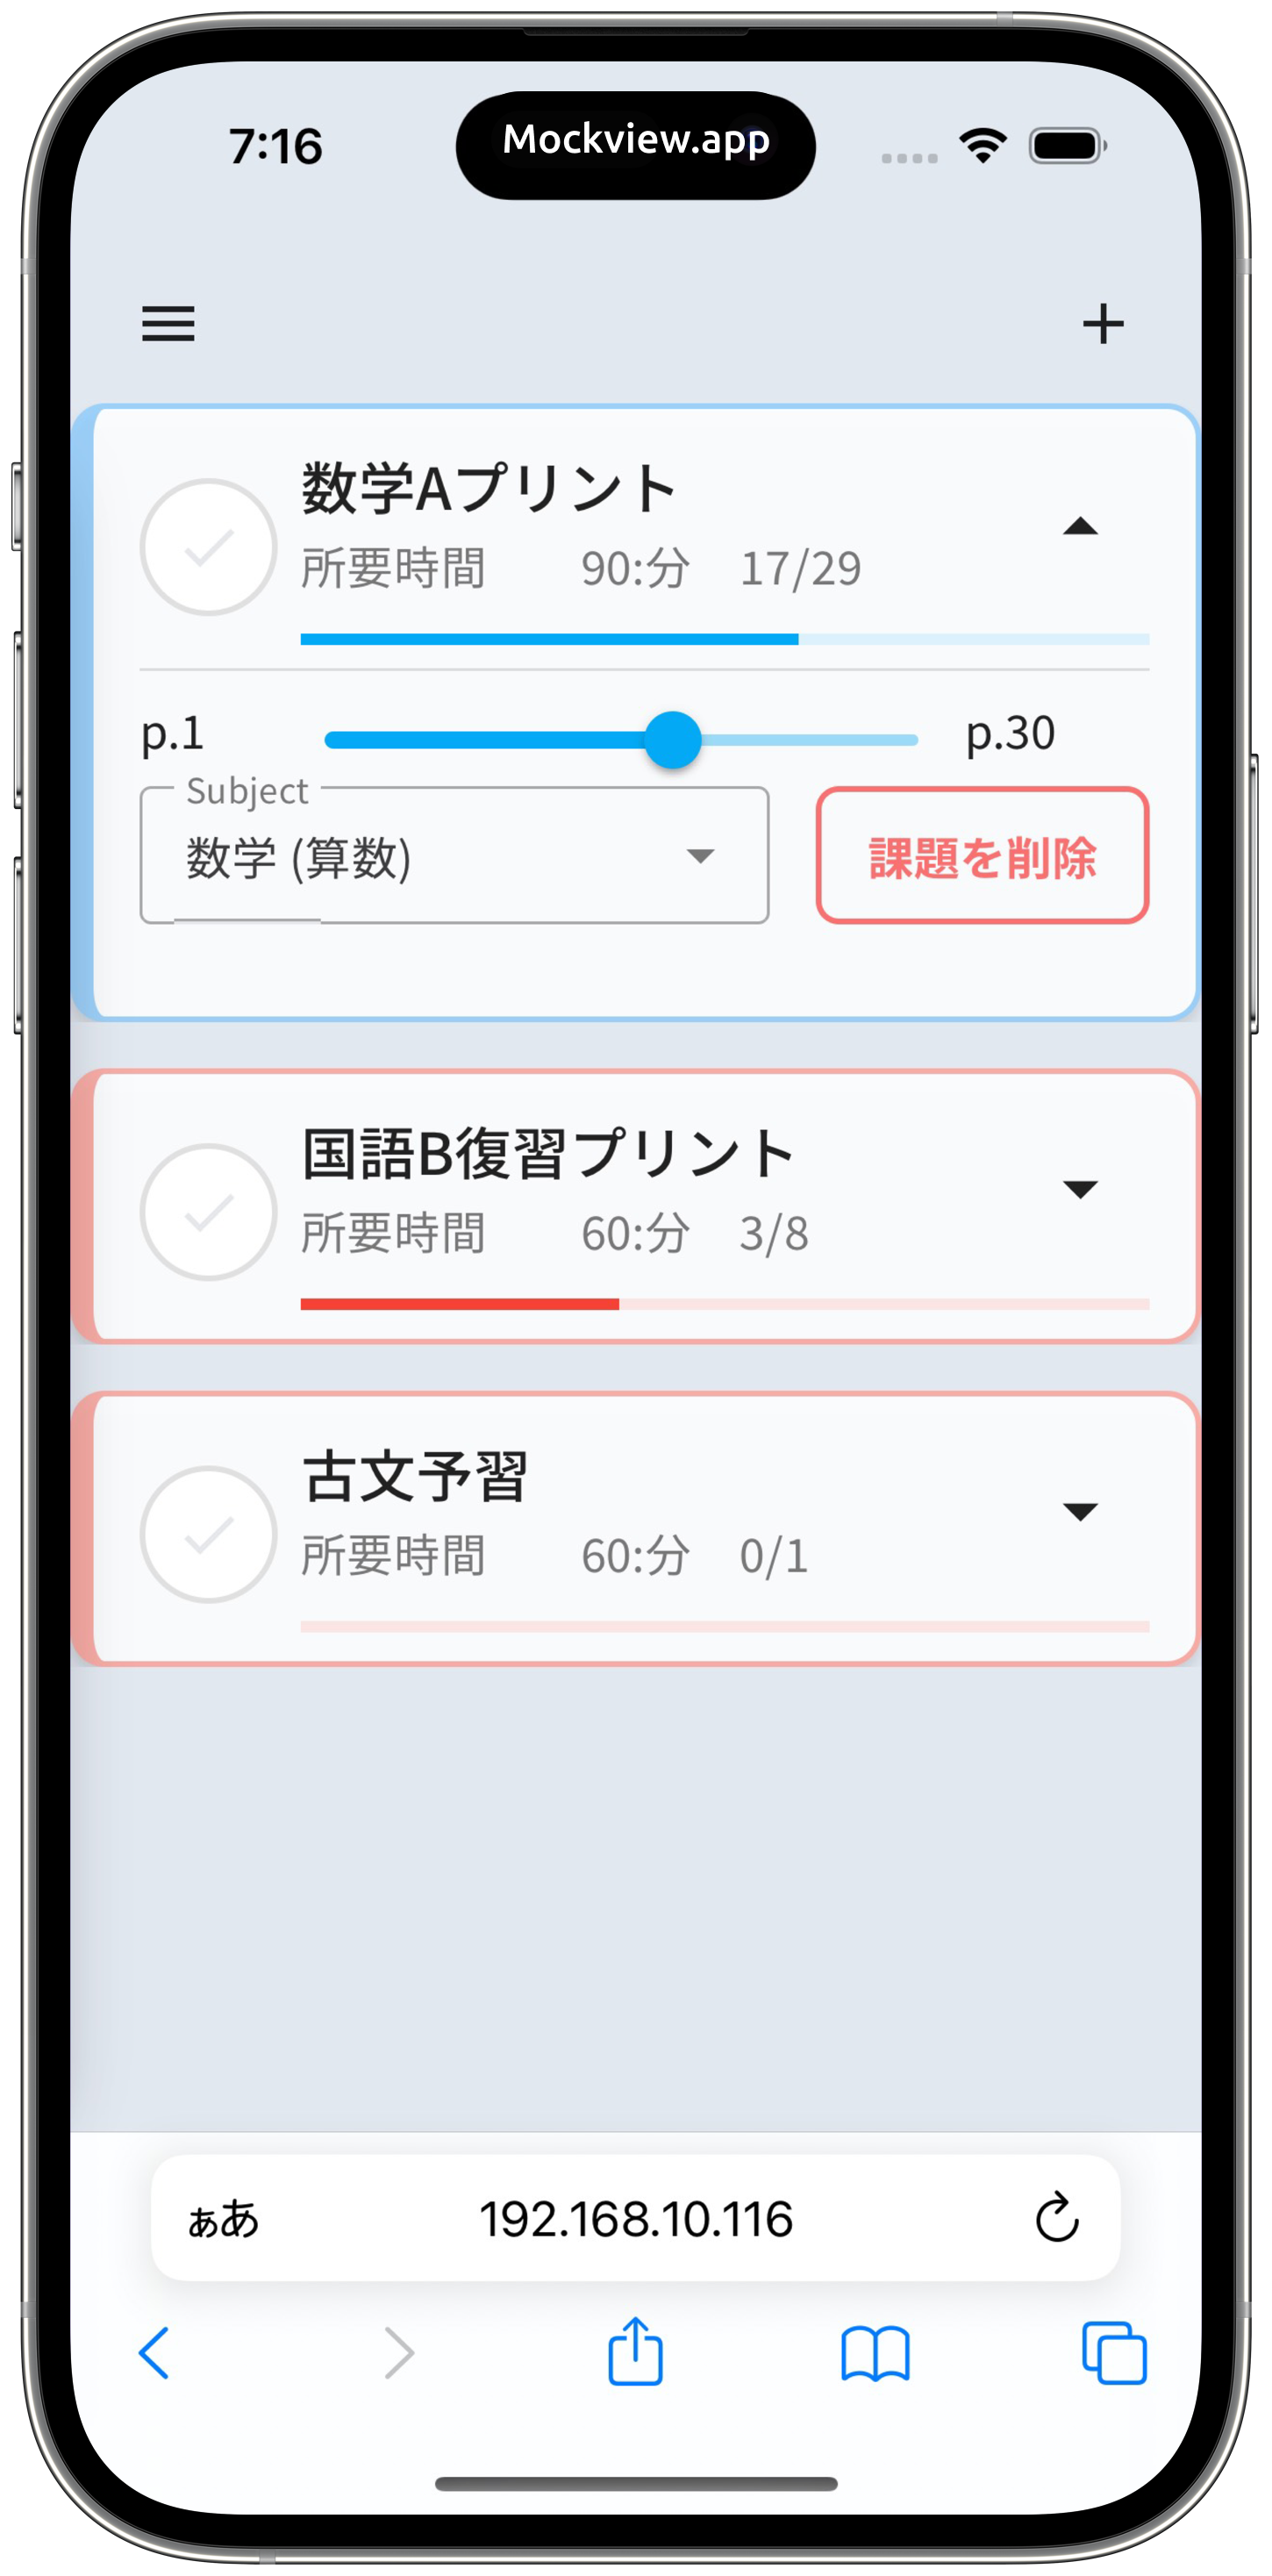 7:16
Mockview.app
数学Aプリント
所要時間 90:分 17/29
p.1 p.30
Subject
数学 (算数)
課題を削除
国語B復習プリント
所要時間 60:分 3/8
古文予習
所要時間 60:分 0/1
ぁあ 192.168.10.116